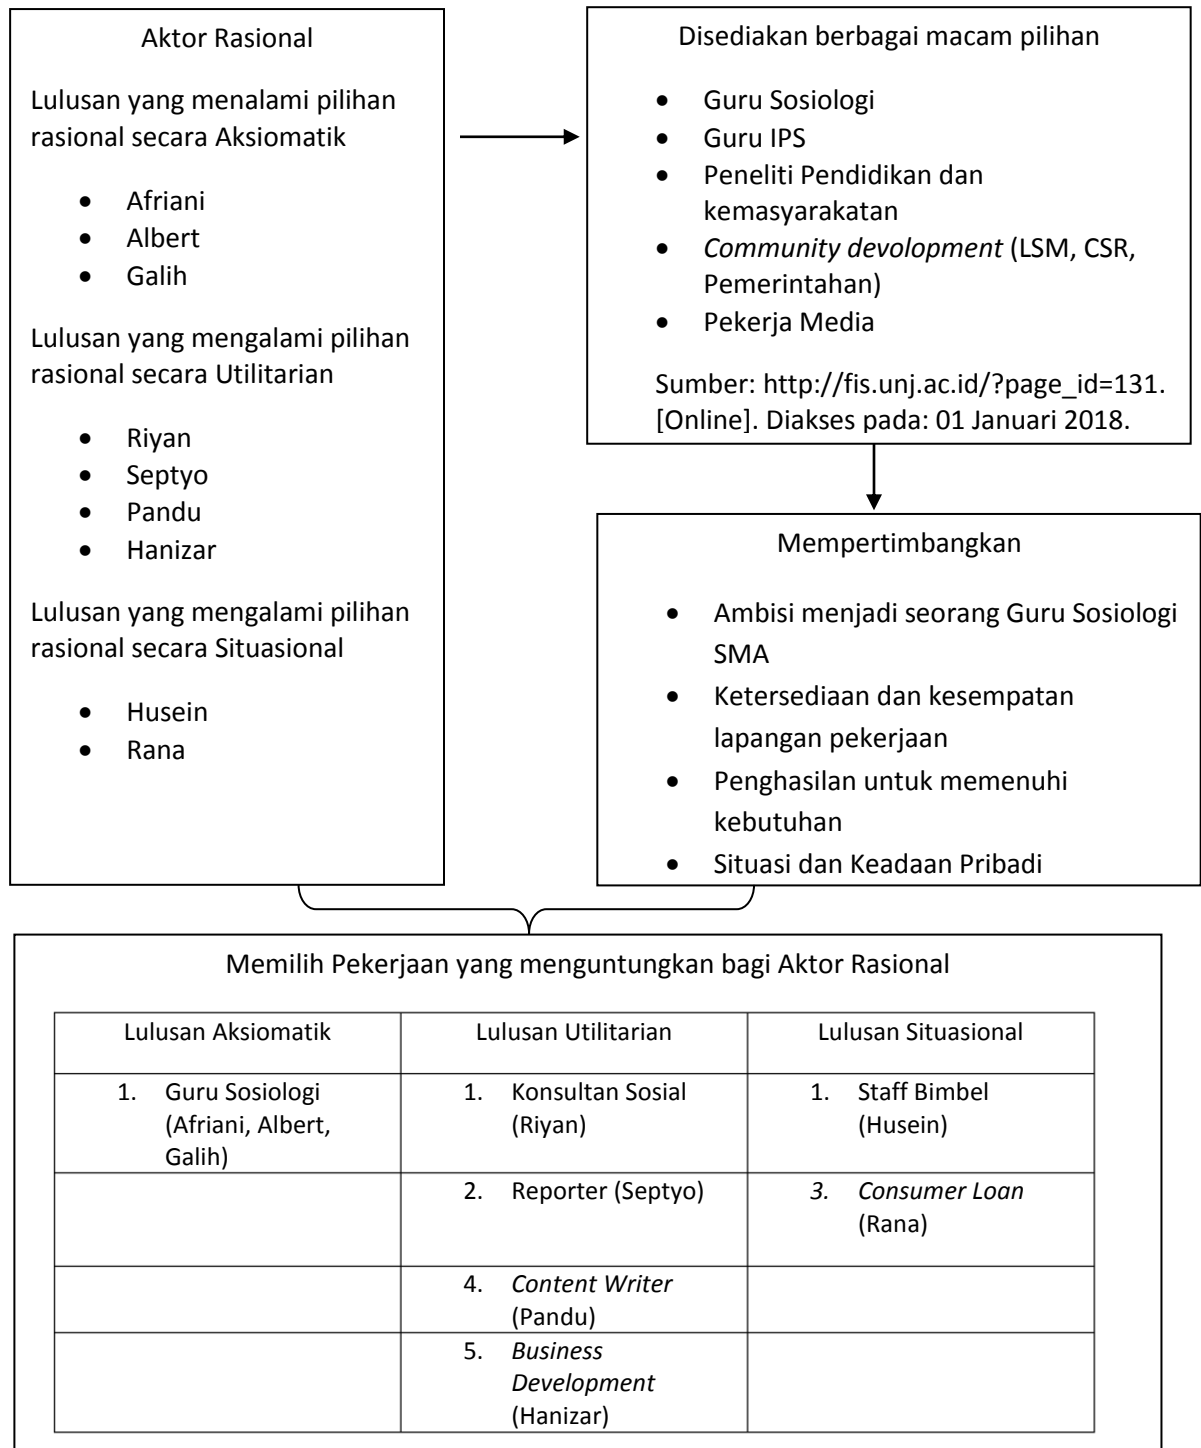 Aktor Rasional
Lulusan yang menalami pilihan
rasional secara Aksiomatik
• Afriani
• Albert
• Galih
Lulusan yang mengalami pilihan
rasional secara Utilitarian
• Riyan
• Septyo
• Pandu
• Hanizar
Lulusan yang mengalami pilihan
rasional secara Situasional
• Husein
• Rana
Disediakan berbagai macam pilihan
• Guru Sosiologi
• Guru IPS
• Peneliti Pendidikan dan
kemasyarakatan
• Community devolopment (LSM, CSR,
Pemerintahan)
• Pekerja Media
Sumber: http://fis.unj.ac.id/?page_id=131.
[Online]. Diakses pada: 01 Januari 2018.
Mempertimbangkan
• Ambisi menjadi seorang Guru Sosiologi
SMA
• Ketersediaan dan kesempatan
lapangan pekerjaan
• Penghasilan untuk memenuhi
kebutuhan
• Situasi dan Keadaan Pribadi
Memilih Pekerjaan yang menguntungkan bagi Aktor Rasional
Lulusan Aksiomatik
Lulusan Utilitarian
Lulusan Situasional
1. Guru Sosiologi
(Afriani, Albert,
Galih)
1. Konsultan Sosial
(Riyan)
1. Staff Bimbel
(Husein)
2. Reporter (Septyo)
3. Consumer Loan
(Rana)
4. Content Writer
(Pandu)
5. Business
Development
(Hanizar)